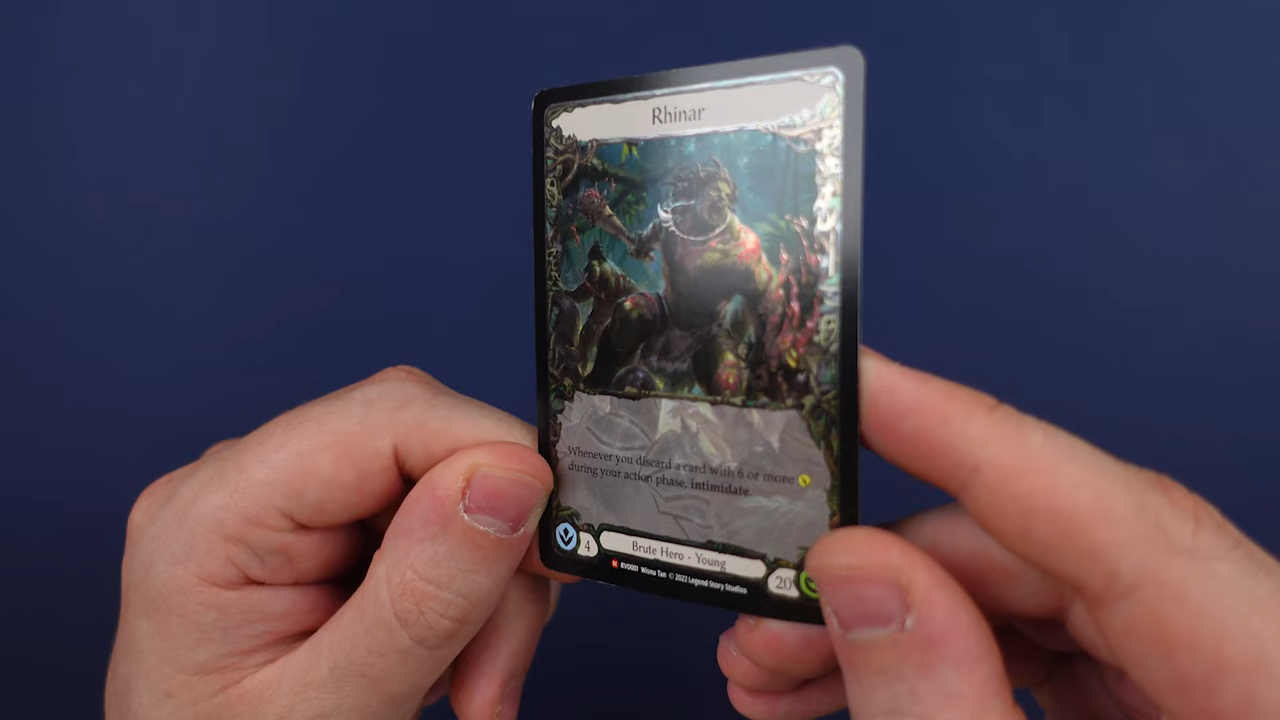 Rhinar
Whenever you discard a card with 6 or more
during your action phase, intimidate.
4
Brute Hero - Young
20
M RVD001 Wisnu Tan © 2022 Legend Story Studios